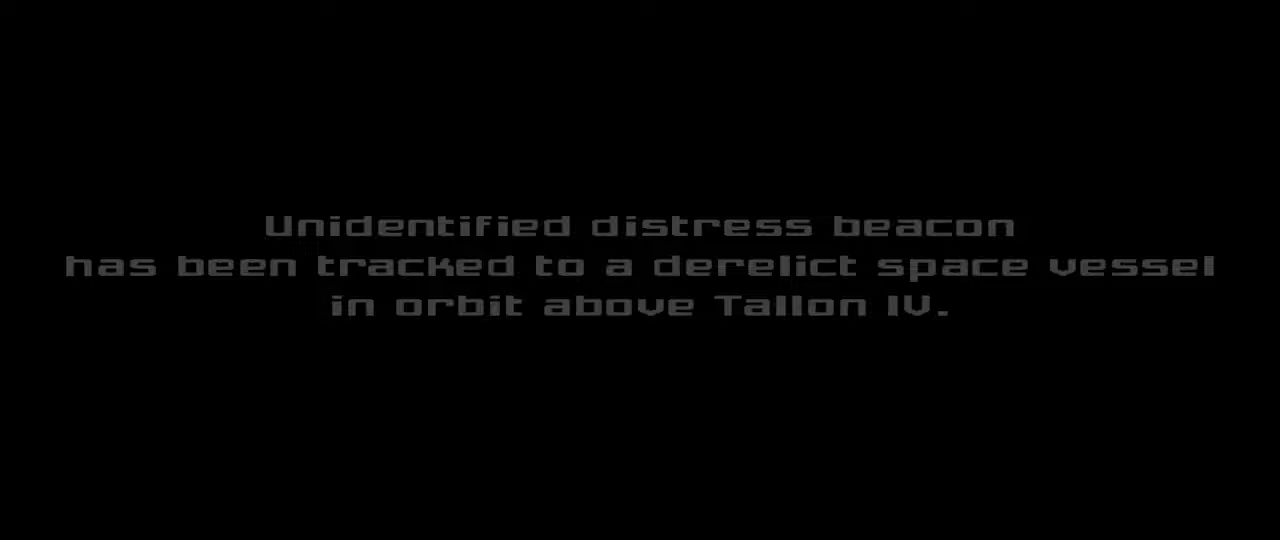 Unidentified distress beacon
has been tracked to a derelict space vessel
in orbit above Tallon IV.